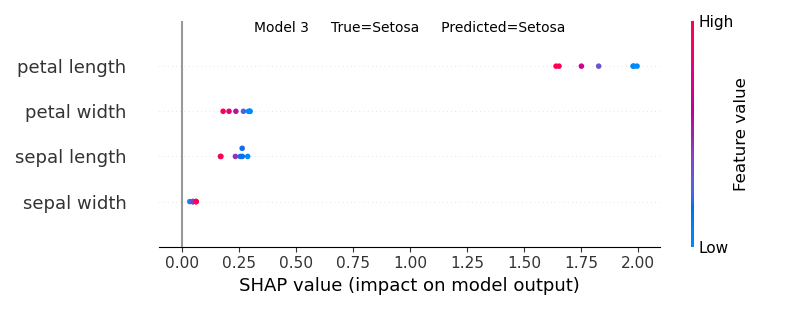 Model 3 True=Setosa Predicted=Setosa
High
petal length
petal width
sepal length
sepal width
Feature value
Low
0.00 0.25 0.50 0.75 1.00 1.25 1.50 1.75 2.00
SHAP value (impact on model output)